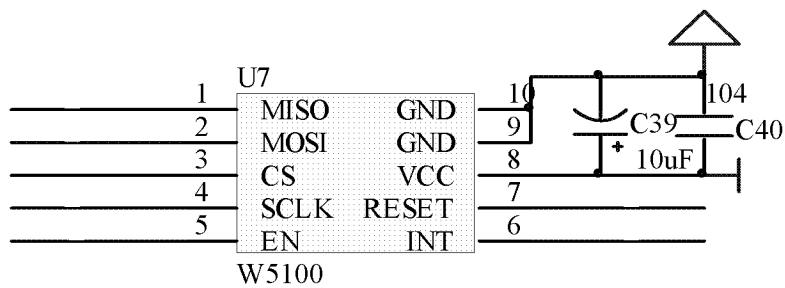 U7
1 MISO GND 10 104
2 MOSI GND 9 C39 C40
3 CS VCC 8 + 10uF
4 SCLK RESET 7
5 EN INT 6
W5100